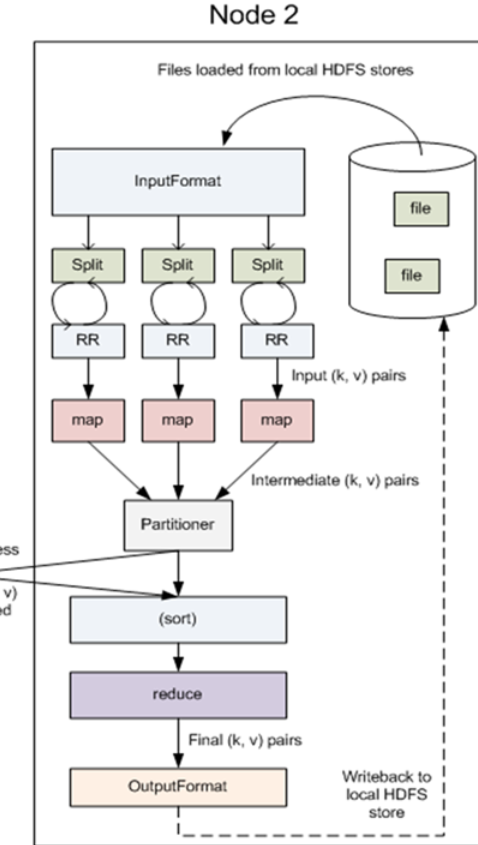 Node 2
Files loaded from local HDFS stores
InputFormat
file
file
Split
Split
Split
RR
RR
RR
Input (k, v) pairs
map
map
map
Intermediate (k, v) pairs
Partitioner
ess
v)
ed
(sort)
reduce
Final (k, v) pairs
OutputFormat
Writeback to
local HDFS
store